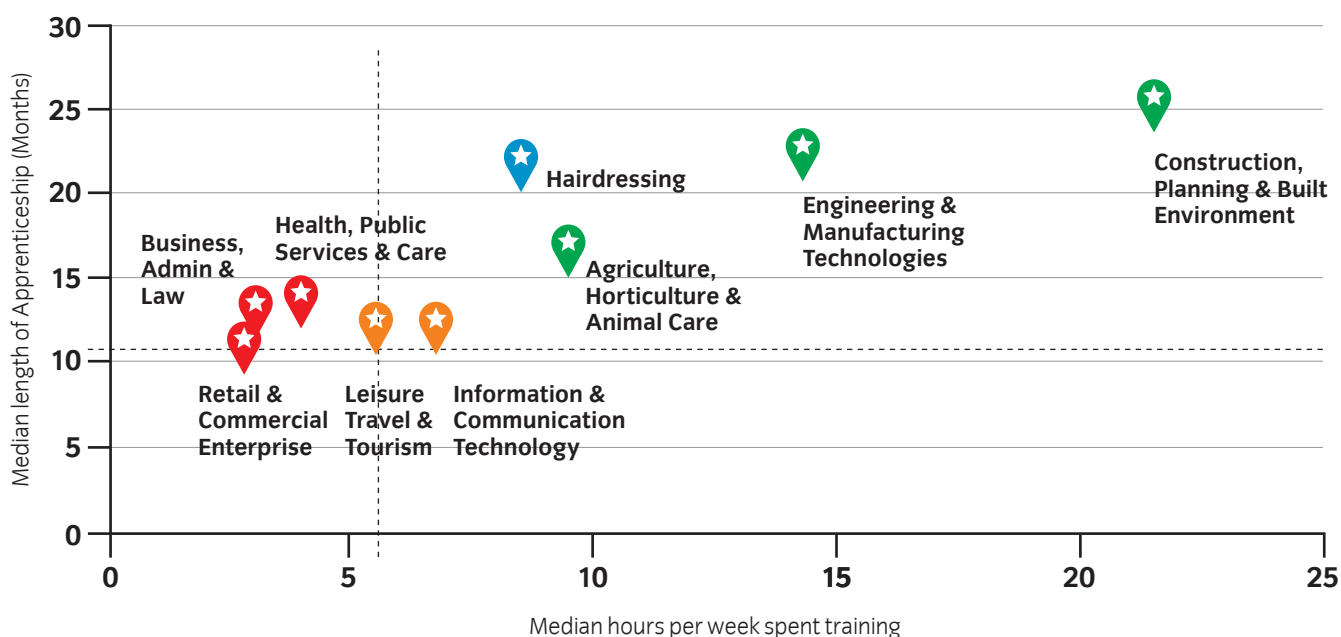 Median length of Apprenticeship (Months)
30
25
20
15
10
5
0
Business,
Admin &
Law
Health, Public
Services & Care
Hairdressing
Agriculture,
Horticulture &
Animal Care
Engineering &
Manufacturing
Technologies
Construction,
Planning & Built
Environment
Retail &
Commercial
Enterprise
Leisure
Travel &
Tourism
Information &
Communication
Technology
0
5
10
15
20
25
Median hours per week spent training